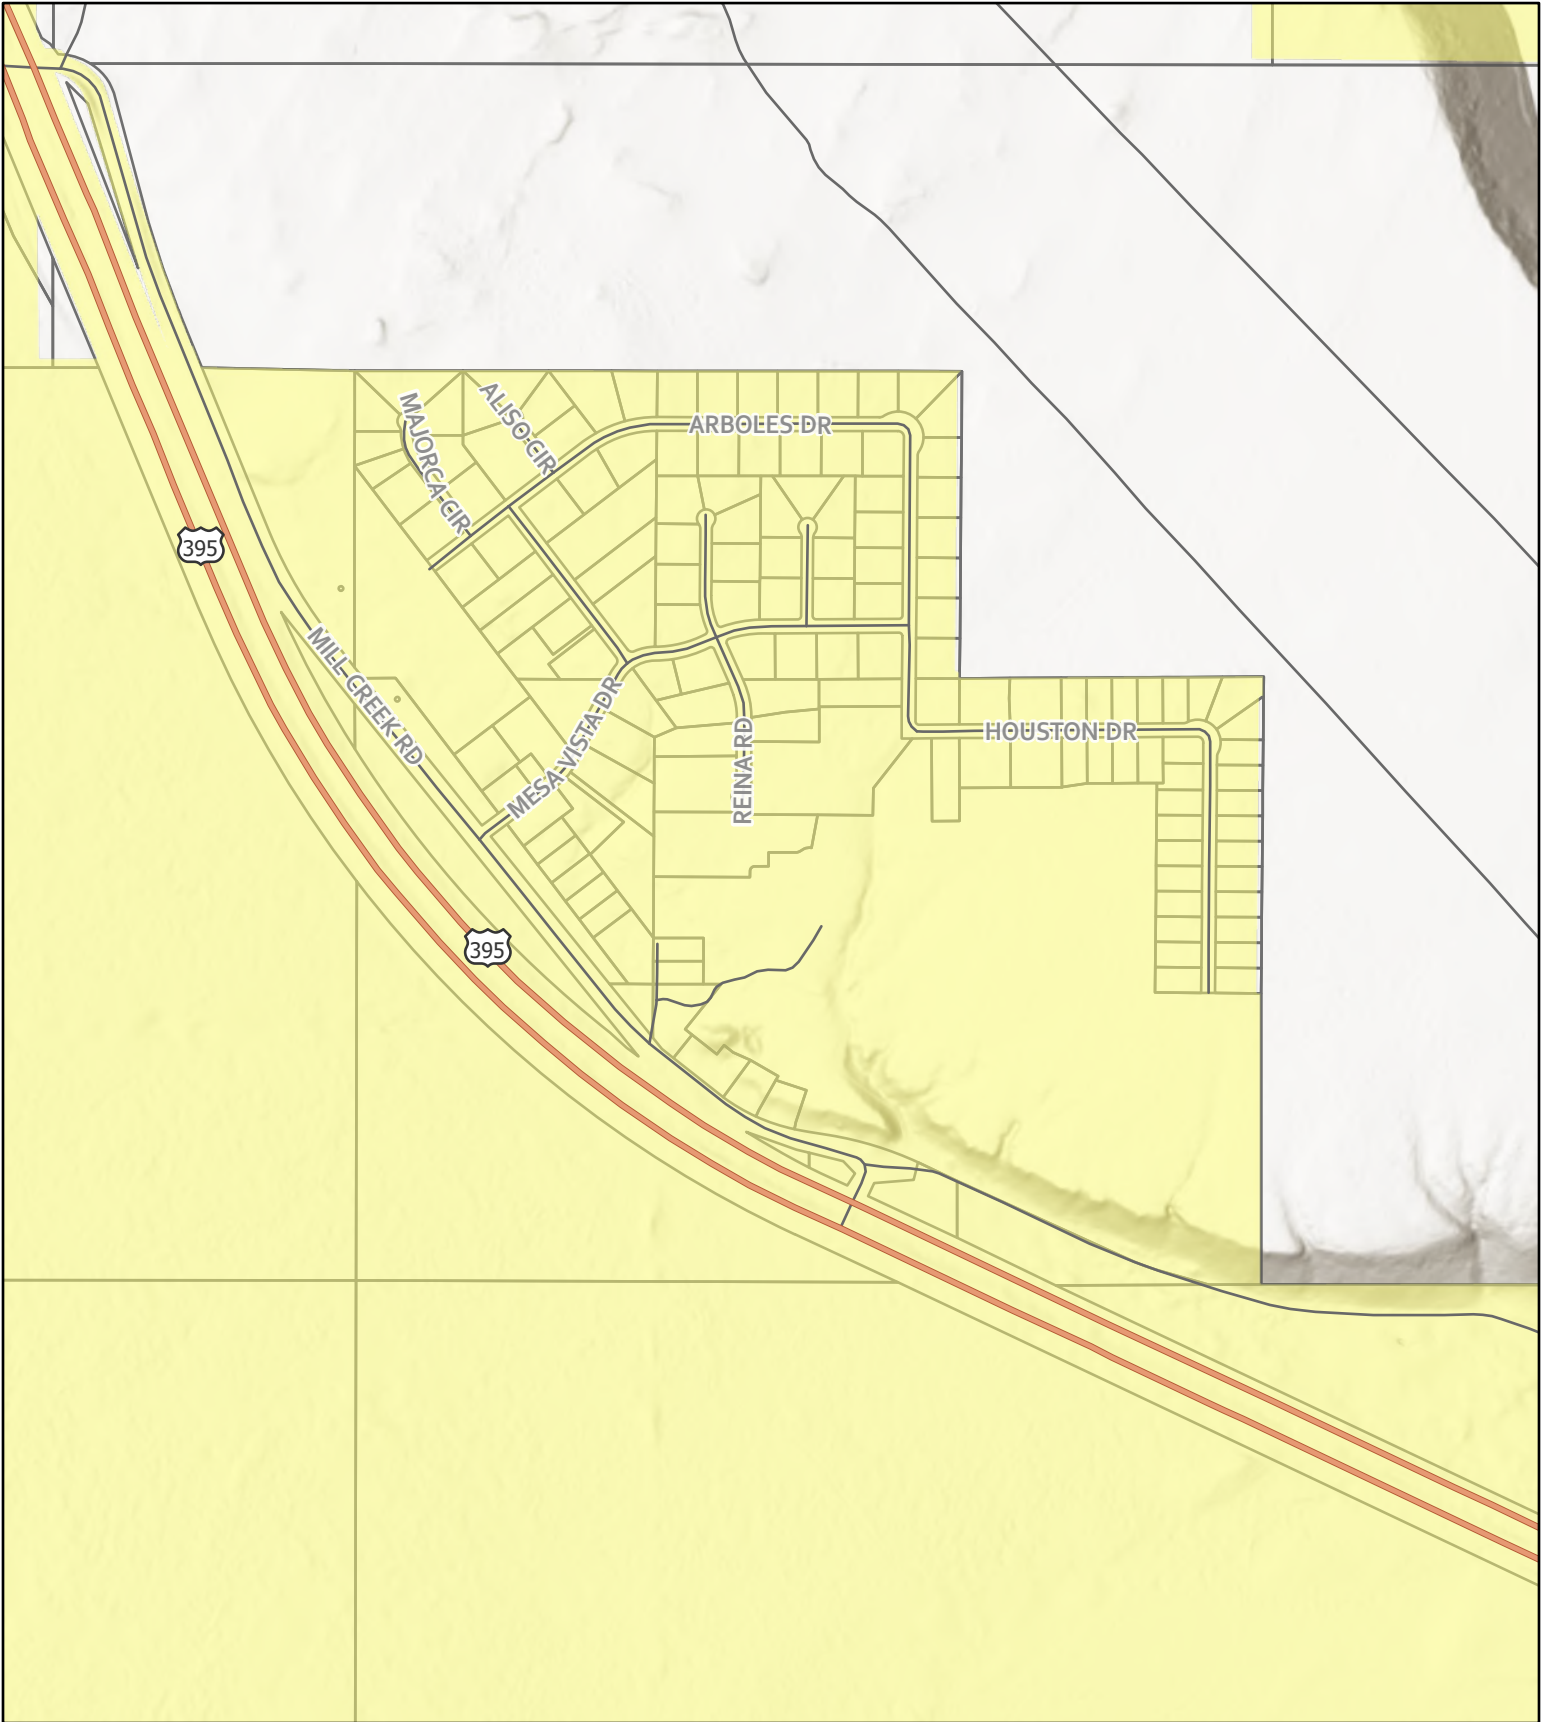 MAJORCA CIR
ALISO CIR
ARBOLES DR
395
MILL CREEK RD
MESA VISTA DR
REINA RD
HOUSTON DR
395